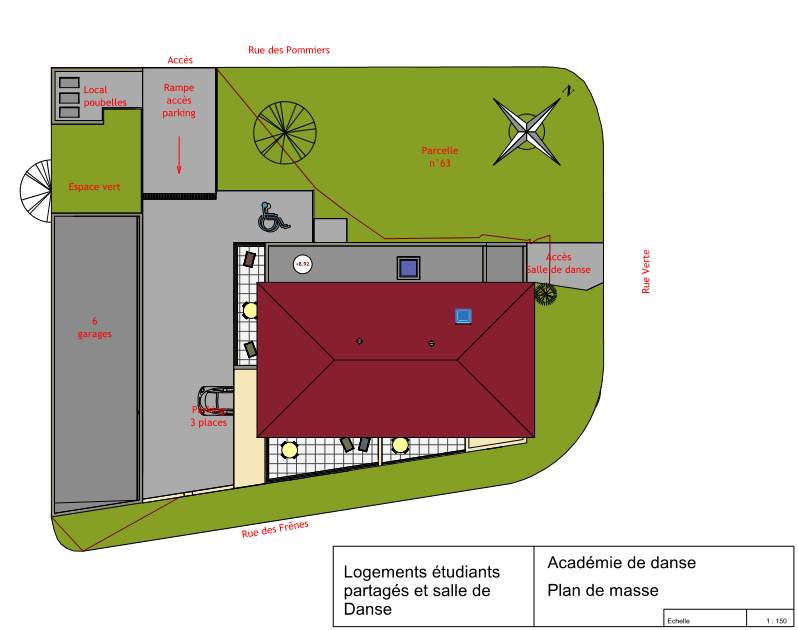 Rue des Pommiers
Accès
Rampe
accès
parking
Local
poubelles
N
Parcelle
n°63
Espace vert
Accès
Salle de danse
+8.92
Rue Verte
6
garages
3 places
Rue des Frênes
Logements étudiants
partagés et salle de
Danse
Académie de danse
Plan de masse
Echelle
1 : 150